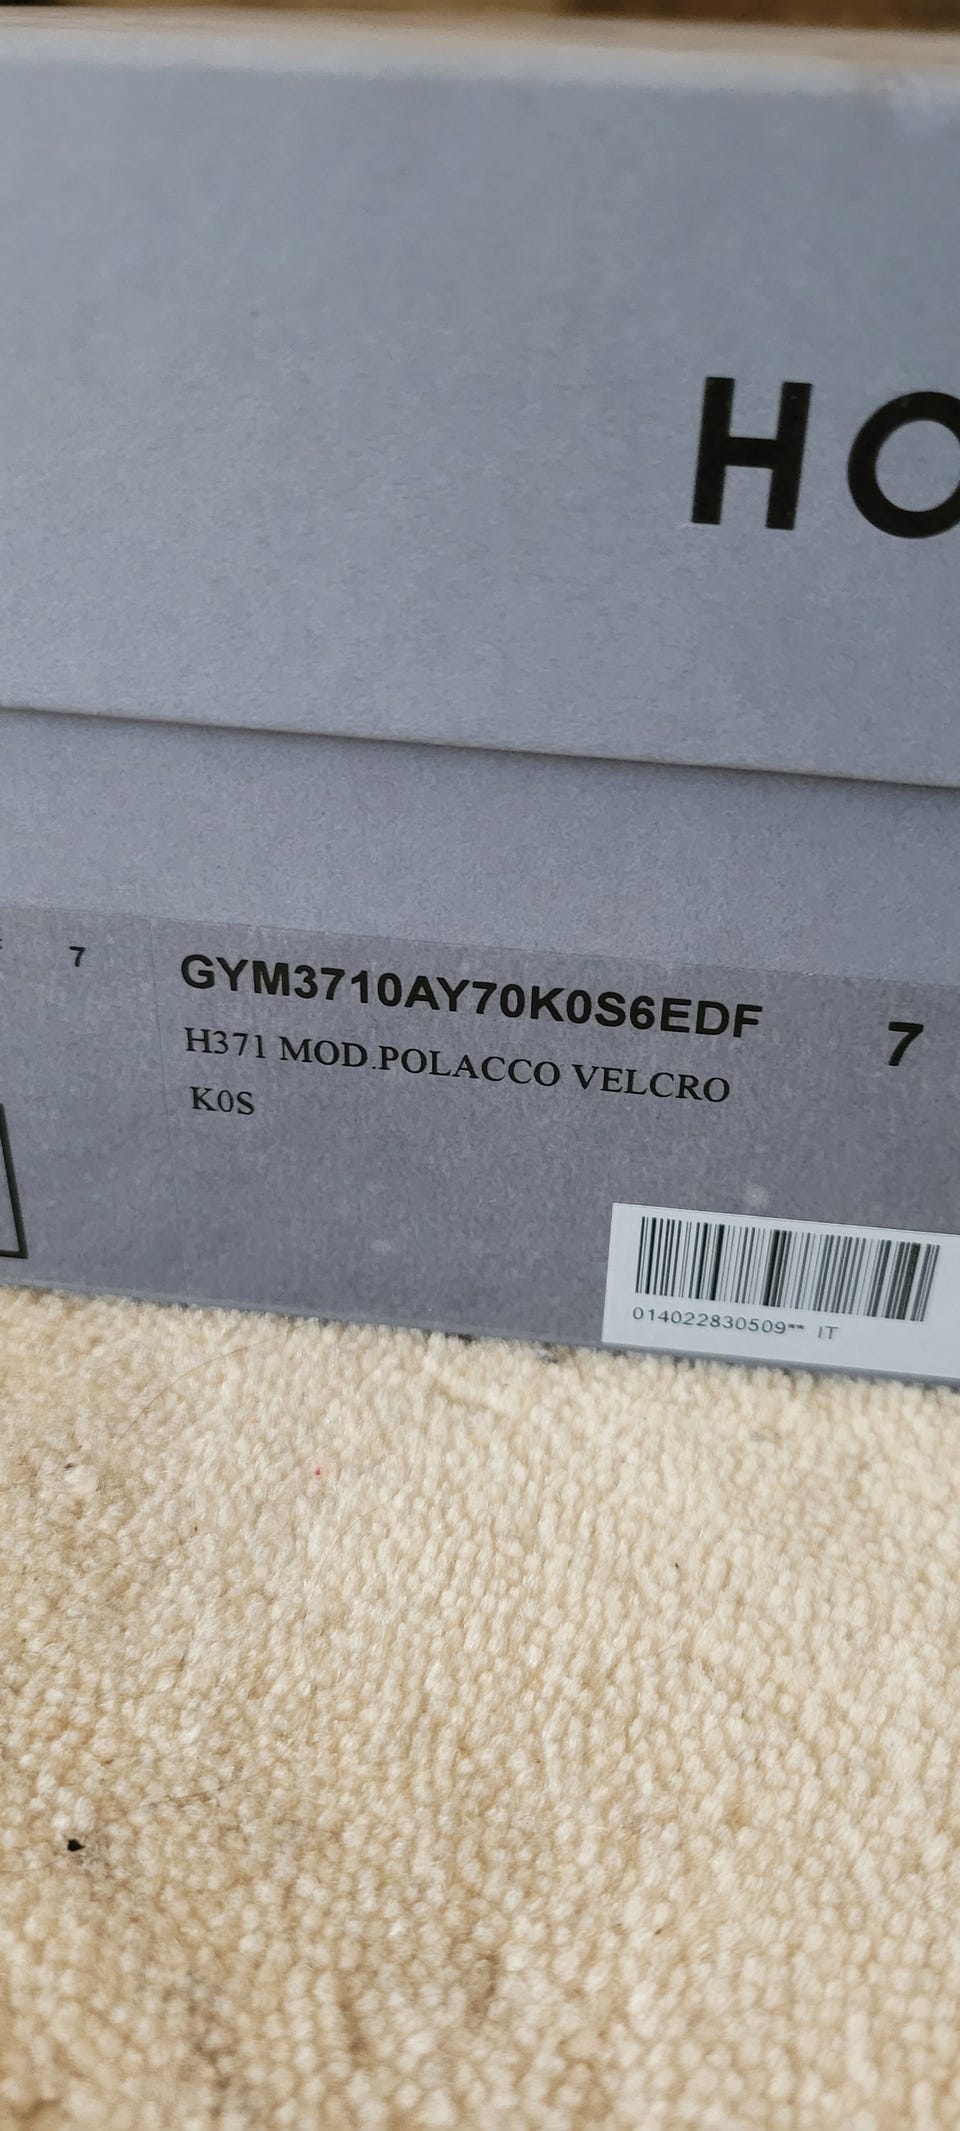 HO
7
GYM3710AY70K0S6EDF 7
H371 MOD.POLACCO VELCRO
K0S
014022830509** IT